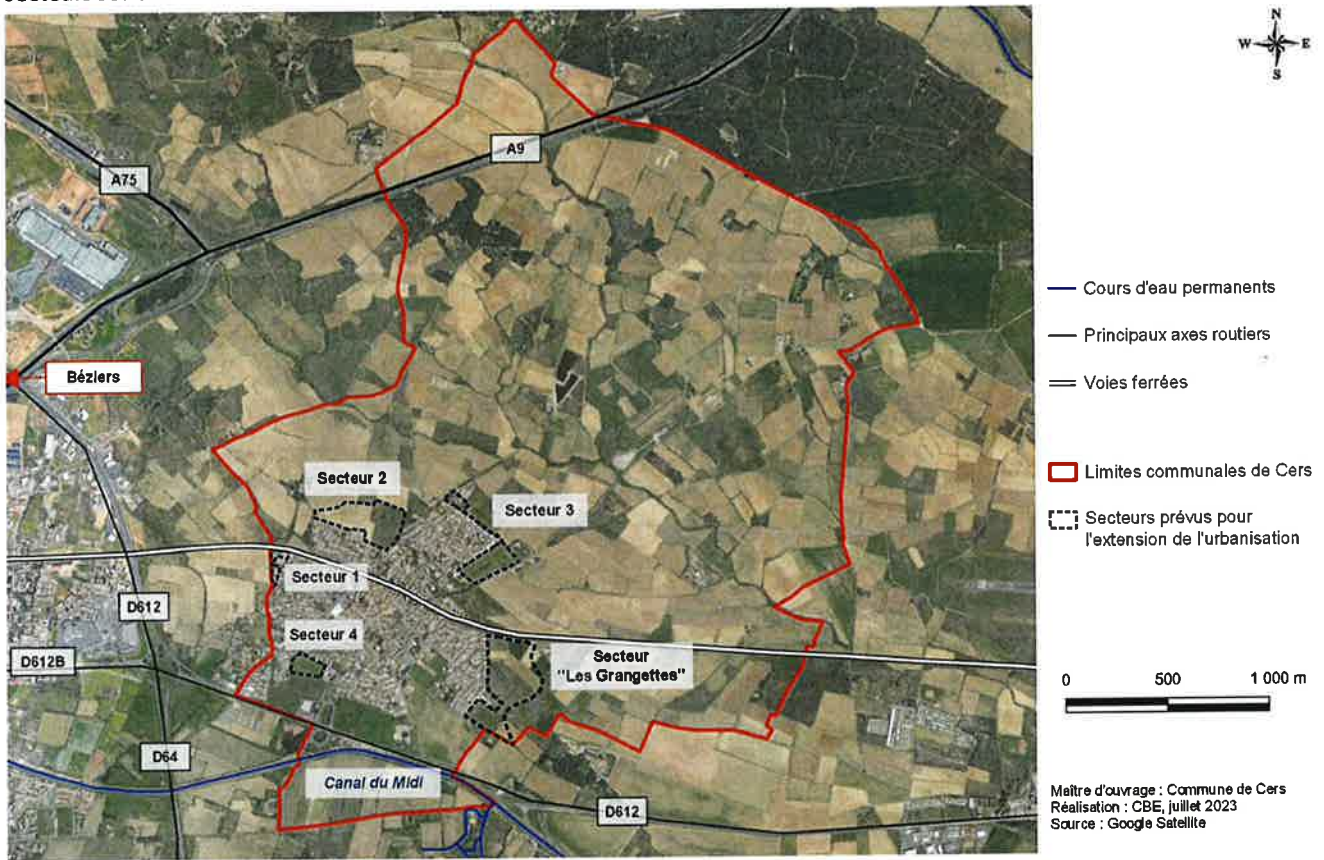 N
W E
S
A9
A75
Béziers
Secteur 2
Secteur 3
Secteur 1
D612
Secteur 4
D612B
Secteur
"Les Grangettes"
D64
Canal du Midi
D612
Cours d'eau permanents
Principaux axes routiers
Voies ferrées
Limites communales de Cers
Secteurs prévus pour
l'extension de l'urbanisation
0 500 1 000 m
Maître d'ouvrage : Commune de Cers
Réalisation : CBE, juillet 2023
Source : Google Satellite